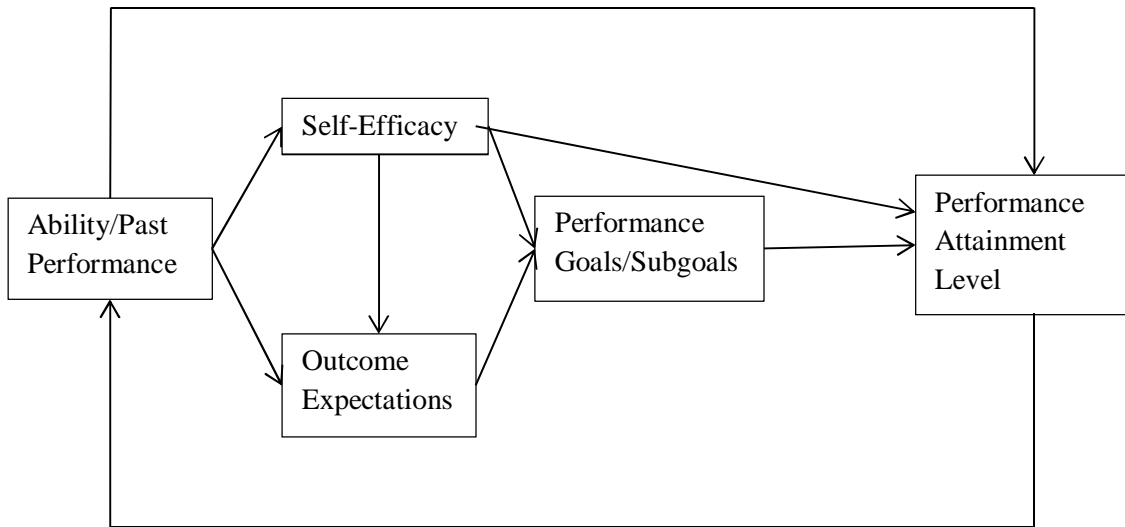 Self-Efficacy
Ability/Past
Performance
Outcome
Expectations
Performance
Goals/Subgoals
Performance
Attainment
Level